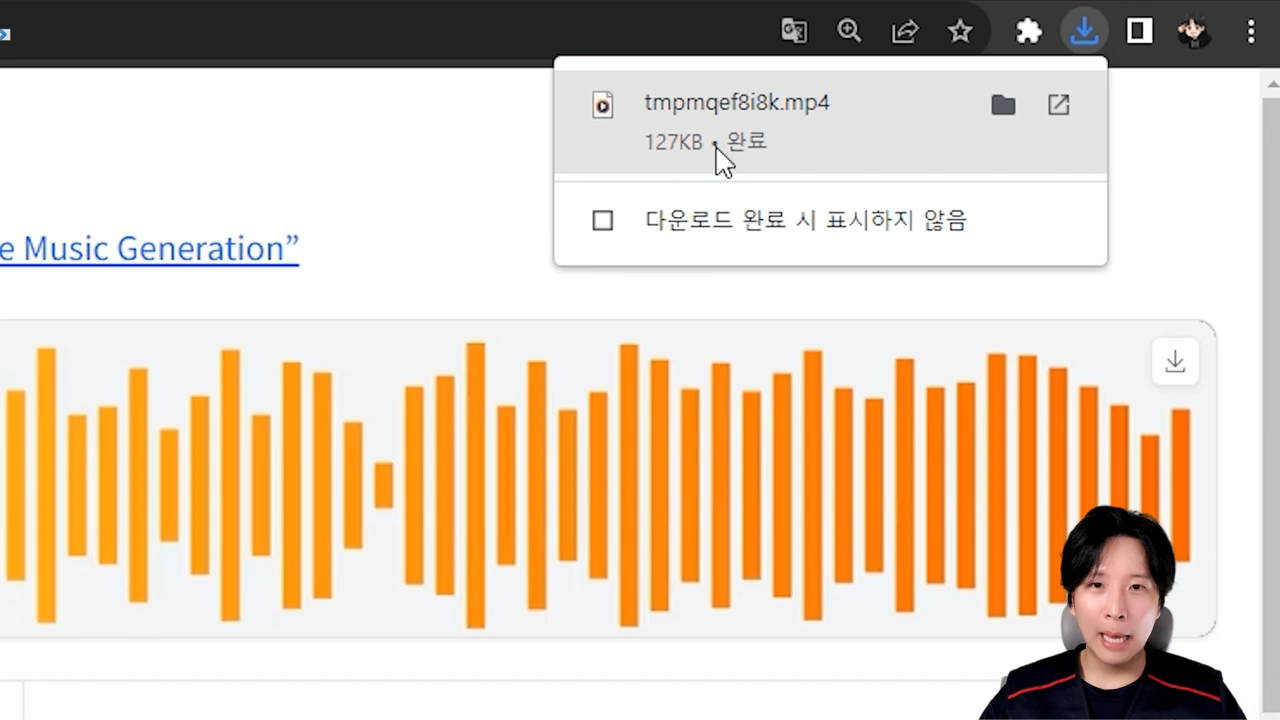 tmpmqef8i8k.mp4
127KB • 완료
다운로드 완료 시 표시하지 않음
e Music Generation”